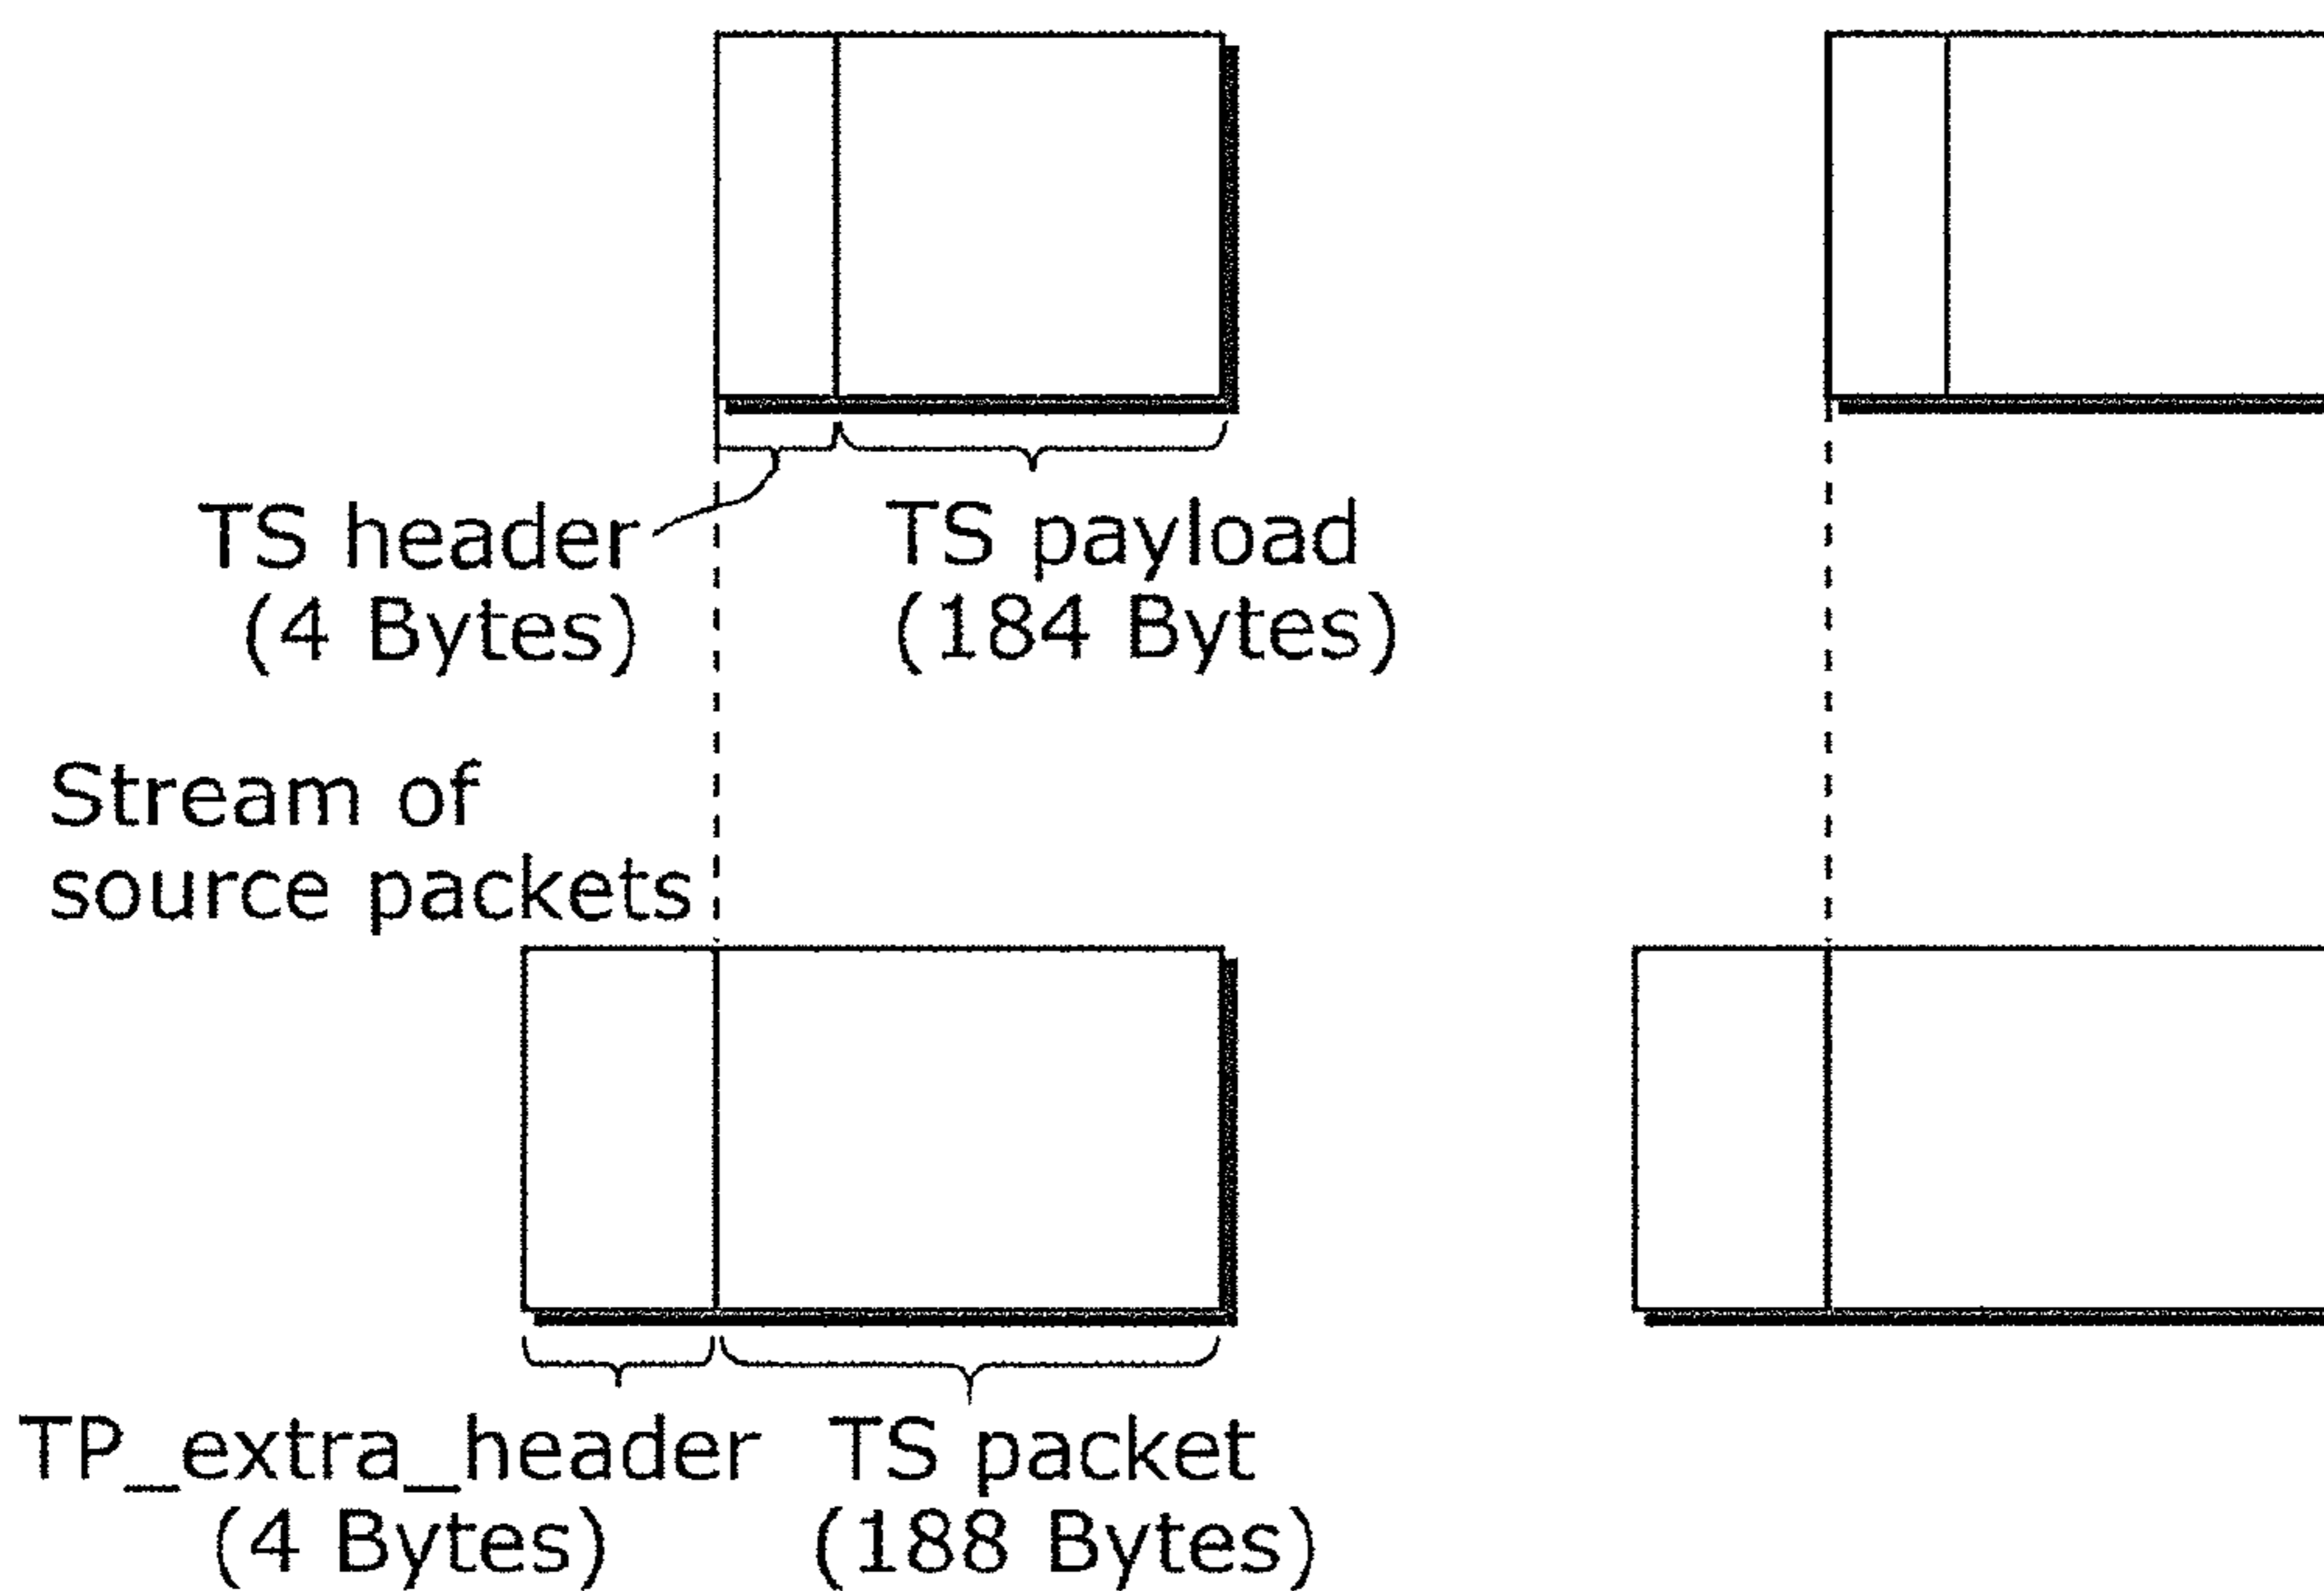 TS header
(4 Bytes)
TS payload
(184 Bytes)
Stream of
source packets
TP_extra_header
(4 Bytes)
TS packet
(188 Bytes)